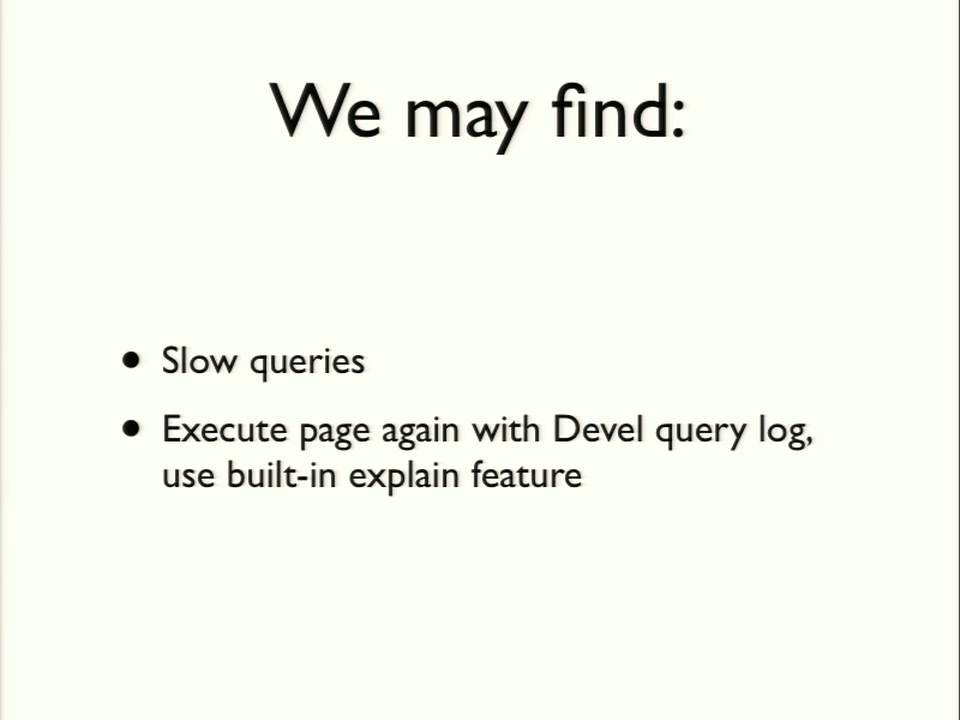 We may find:
• Slow queries
• Execute page again with Devel query log,
use built-in explain feature